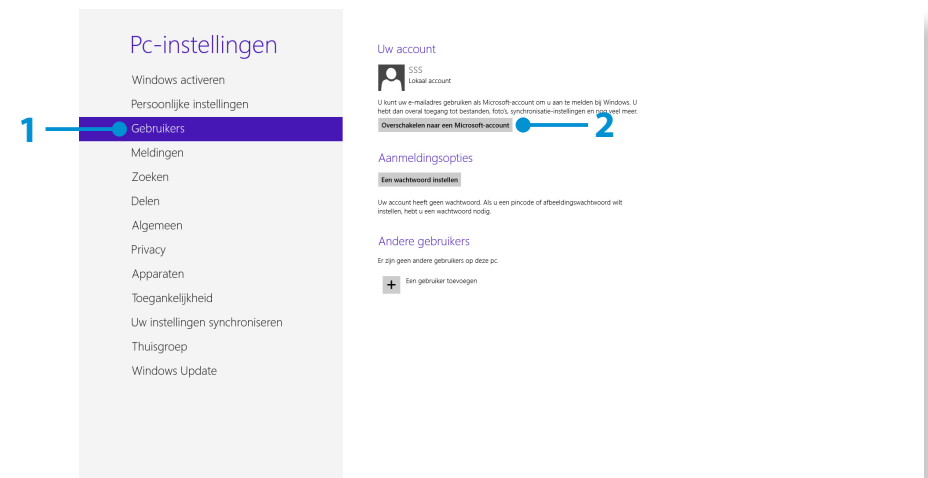 Pc-instellingen
Windows activeren
Persoonlijke instellingen
1
Gebruikers
Meldingen
Zoeken
Delen
Algemeen
Privacy
Apparaten
Toegankelijkheid
Uw instellingen synchroniseren
Thuisgroep
Windows Update
Uw account
SSS
Lokaal account
U kunt uw e-mailadres gebruiken als Microsoft-account om u aan te melden bij Windows. U
hebt dan overal toegang tot bestanden, foto's, synchronisatie-instellingen en nog veel meer.
Overschakelen naar een Microsoft-account
2
Aanmeldingsopties
Een wachtwoord instellen
Uw account heeft geen wachtwoord. Als u een pincode of afbeeldingswachtwoord wilt
instellen, hebt u een wachtwoord nodig.
Andere gebruikers
Er zijn geen andere gebruikers op deze pc.
+ Een gebruiker toevoegen